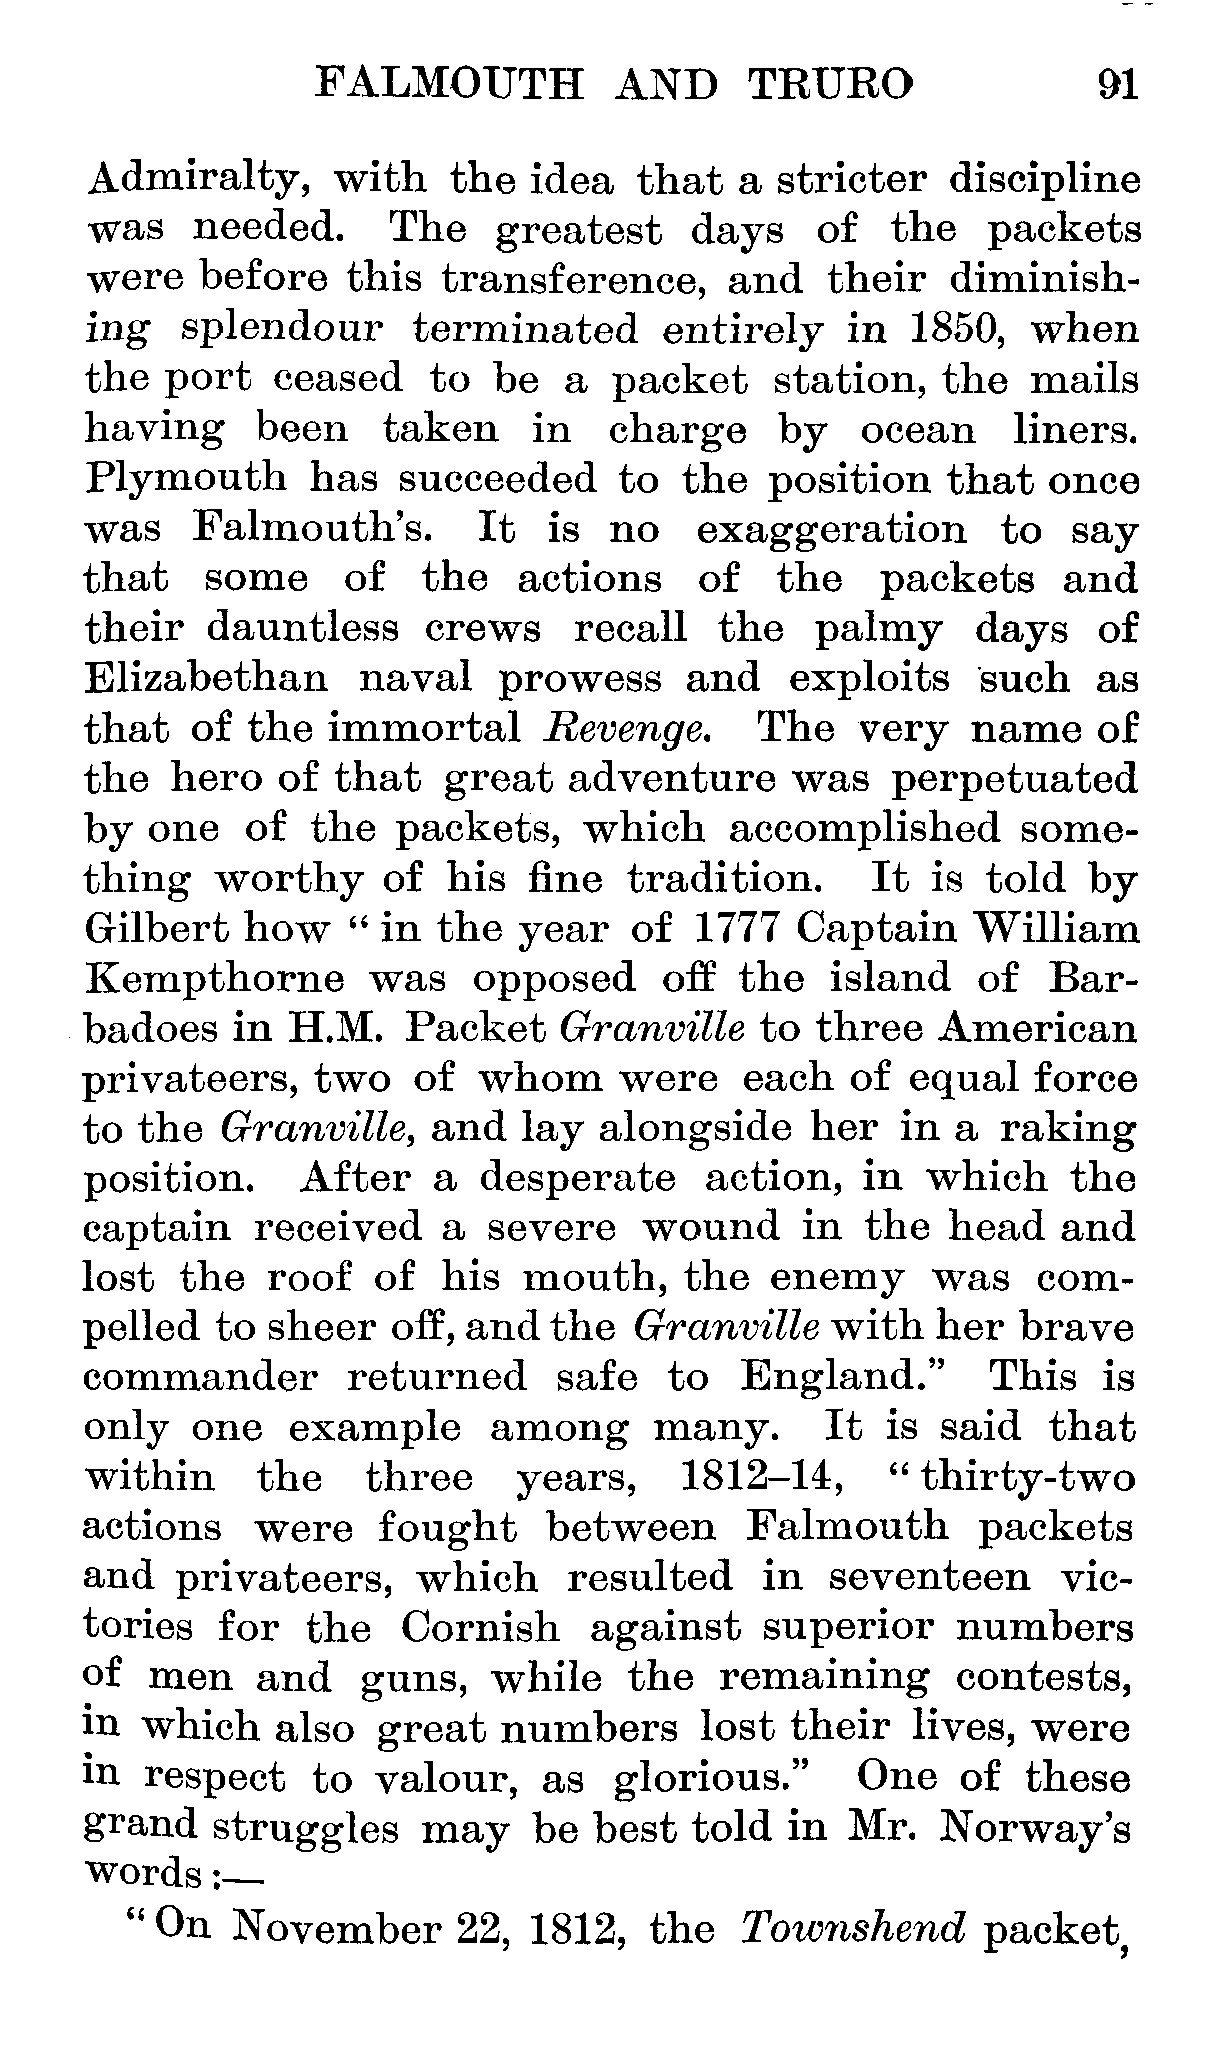 FALMOUTH AND TRURO 91
Admiralty, with the idea that a stricter discipline
was needed. The greatest days of the packets
were before this transference, and their diminish-
ing splendour terminated entirely in 1850, when
the port ceased to be a packet station, the mails
having been taken in charge by ocean liners.
Plymouth has succeeded to the position that once
was Falmouth's. It is no exaggeration to say
that some of the actions of the packets and
their dauntless crews recall the palmy days of
Elizabethan naval prowess and exploits such as
that of the immortal Revenge. The very name of
the hero of that great adventure was perpetuated
by one of the packets, which accomplished some-
thing worthy of his fine tradition. It is told by
Gilbert how "in the year of 1777 Captain William
Kempthorne was opposed off the island of Bar-
badoes in H.M. Packet Granville to three American
privateers, two of whom were each of equal force
to the Granville, and lay alongside her in a raking
position. After a desperate action, in which the
captain received a severe wound in the head and
lost the roof of his mouth, the enemy was com-
pelled to sheer off, and the Granville with her brave
commander returned safe to England." This is
only one example among many. It is said that
within the three years, 1812–14, "thirty-two
actions were fought between Falmouth packets
and privateers, which resulted in seventeen vic-
tories for the Cornish against superior numbers
of men and guns, while the remaining contests,
in which also great numbers lost their lives, were
in respect to valour, as glorious." One of these
grand struggles may be best told in Mr. Norway's
words:—
"On November 22, 1812, the Townshend packet,